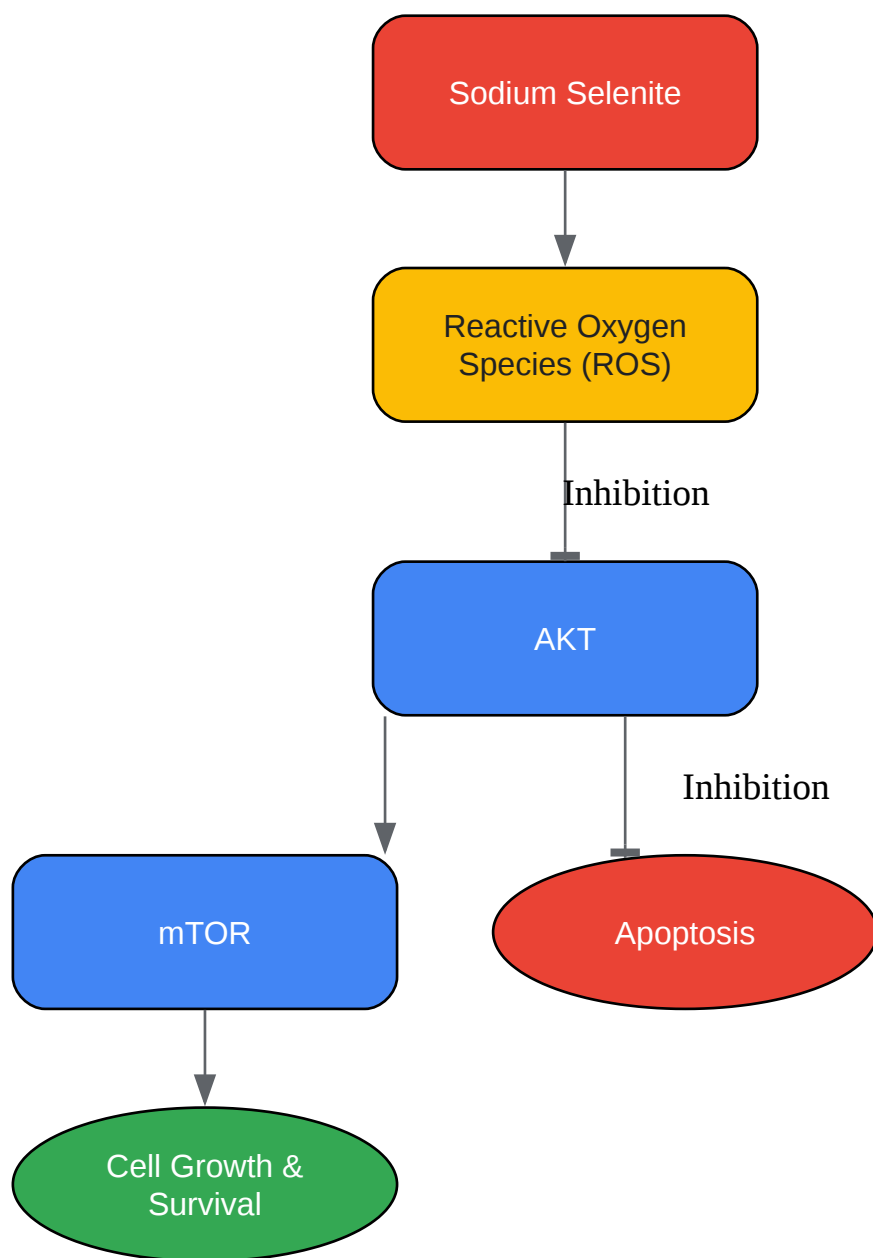 Sodium Selenite
Reactive Oxygen
Species (ROS)
Inhibition
AKT
Inhibition
mTOR
Apoptosis
Cell Growth &
Survival